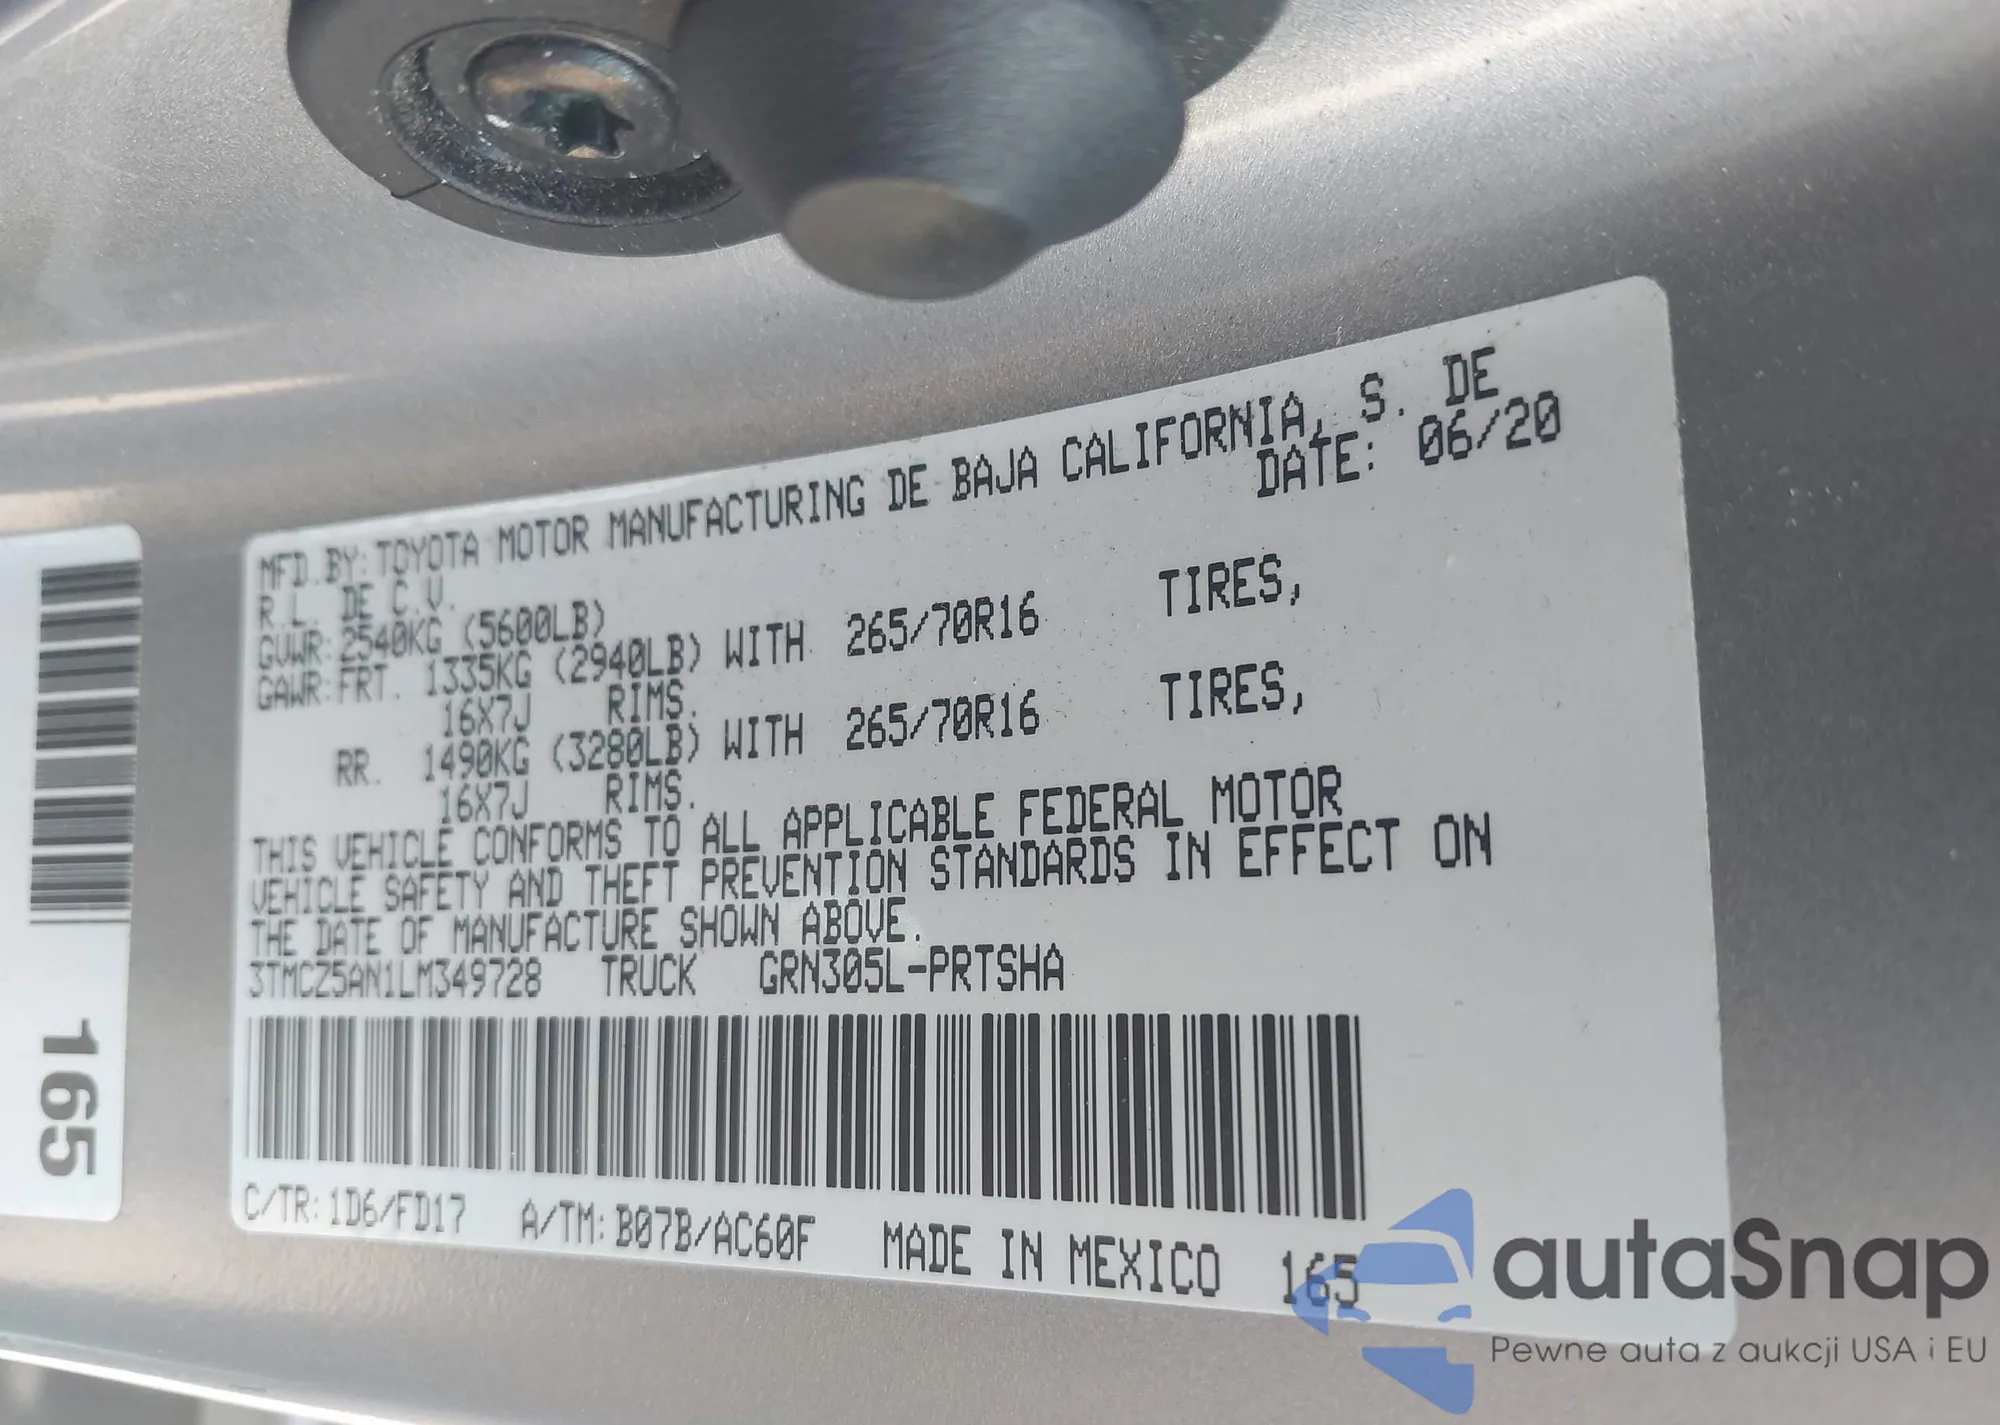 MFD. BY: TOYOTA MOTOR MANUFACTURING DE BAJA CALIFORNIA, S. DE
R.L. DE C.V.
DATE: 06/20
GVWR: 2540KG (5600LB)
GAWR: FRT. 1335KG (2940LB) WITH 265/70R16 TIRES,
16X7J RIMS.
RR. 1490KG (3280LB) WITH 265/70R16 TIRES,
16X7J RIMS.
THIS VEHICLE CONFORMS TO ALL APPLICABLE FEDERAL MOTOR
VEHICLE SAFETY AND THEFT PREVENTION STANDARDS IN EFFECT ON
THE DATE OF MANUFACTURE SHOWN ABOVE.
3TMCZ5AN1LM349728 TRUCK GRN305L-PRTSHA
C/TR: 1D6/FD17 A/TM: B07B/AC60F MADE IN MEXICO 165
165
autaSnap
Pewne auta z aukcji USA i EU